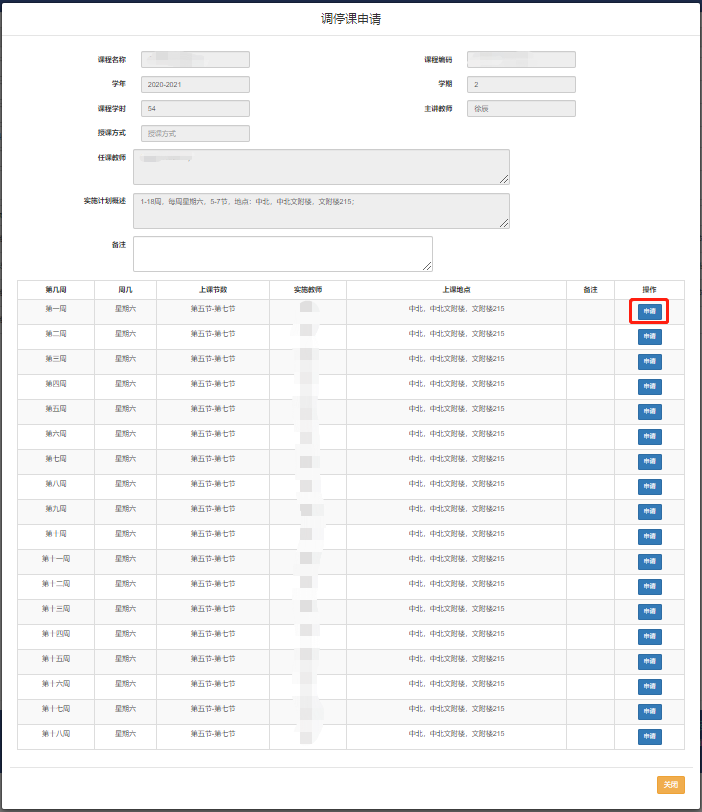 调停课申请
课程名称 课程编码
学年 2020-2021 学期 2
课程学时 54 主讲教师 徐辰
授课方式 授课方式
任课教师
实施计划概述 1-18周，每周星期六，5-7节，地点：中北，中北文附楼，文附楼215；
备注
第几周 周几 上课节数 实施教师 上课地点 备注 操作
第一周 星期六 第五节-第七节 中北，中北文附楼，文附楼215 申请
第二周 星期六 第五节-第七节 中北，中北文附楼，文附楼215 申请
第三周 星期六 第五节-第七节 中北，中北文附楼，文附楼215 申请
第四周 星期六 第五节-第七节 中北，中北文附楼，文附楼215 申请
第五周 星期六 第五节-第七节 中北，中北文附楼，文附楼215 申请
第六周 星期六 第五节-第七节 中北，中北文附楼，文附楼215 申请
第七周 星期六 第五节-第七节 中北，中北文附楼，文附楼215 申请
第八周 星期六 第五节-第七节 中北，中北文附楼，文附楼215 申请
第九周 星期六 第五节-第七节 中北，中北文附楼，文附楼215 申请
第十周 星期六 第五节-第七节 中北，中北文附楼，文附楼215 申请
第十一周 星期六 第五节-第七节 中北，中北文附楼，文附楼215 申请
第十二周 星期六 第五节-第七节 中北，中北文附楼，文附楼215 申请
第十三周 星期六 第五节-第七节 中北，中北文附楼，文附楼215 申请
第十四周 星期六 第五节-第七节 中北，中北文附楼，文附楼215 申请
第十五周 星期六 第五节-第七节 中北，中北文附楼，文附楼215 申请
第十六周 星期六 第五节-第七节 中北，中北文附楼，文附楼215 申请
第十七周 星期六 第五节-第七节 中北，中北文附楼，文附楼215 申请
第十八周 星期六 第五节-第七节 中北，中北文附楼，文附楼215 申请
关闭